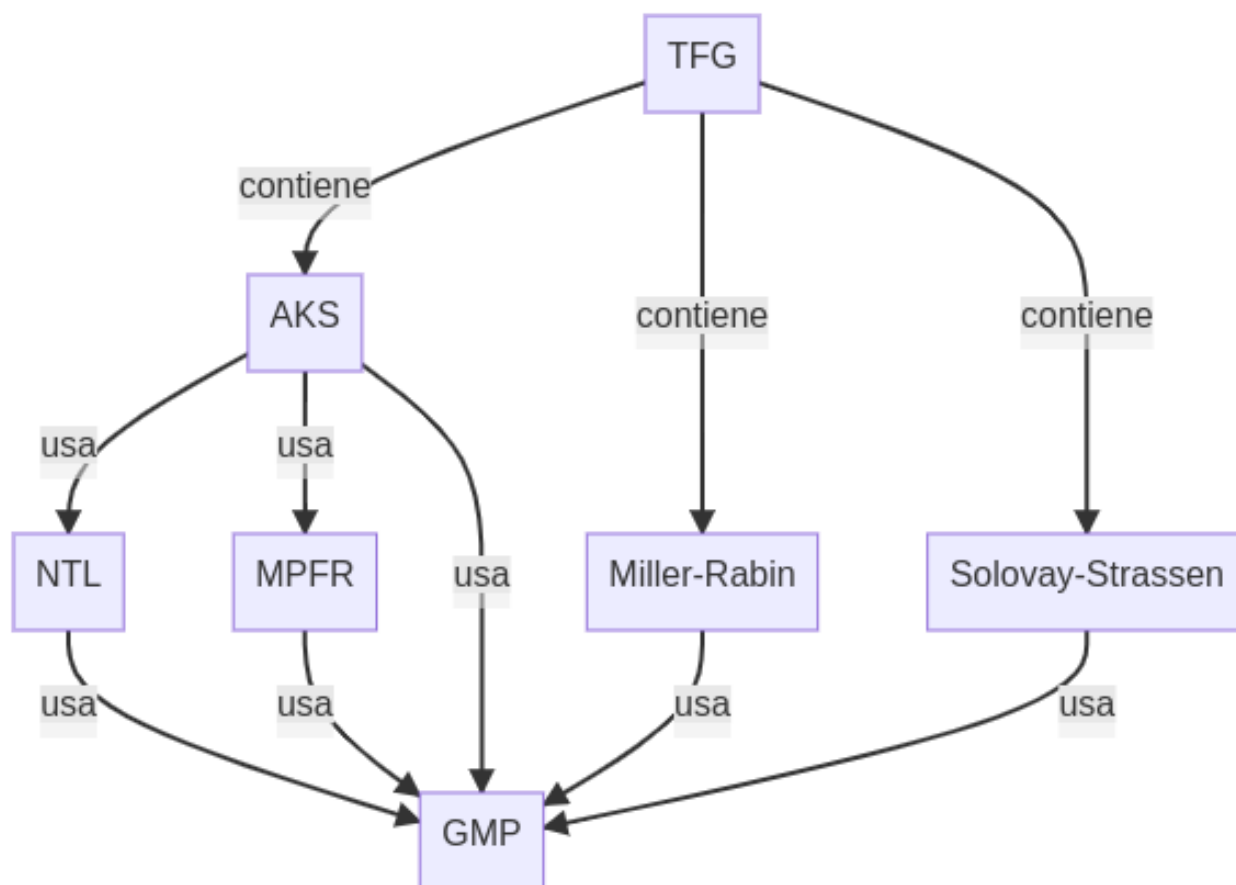 TFG
contiene
AKS
contiene
contiene
usa
usa
usa
NTL
MPFR
Miller-Rabin
Solovay-Strassen
usa
usa
usa
usa
GMP